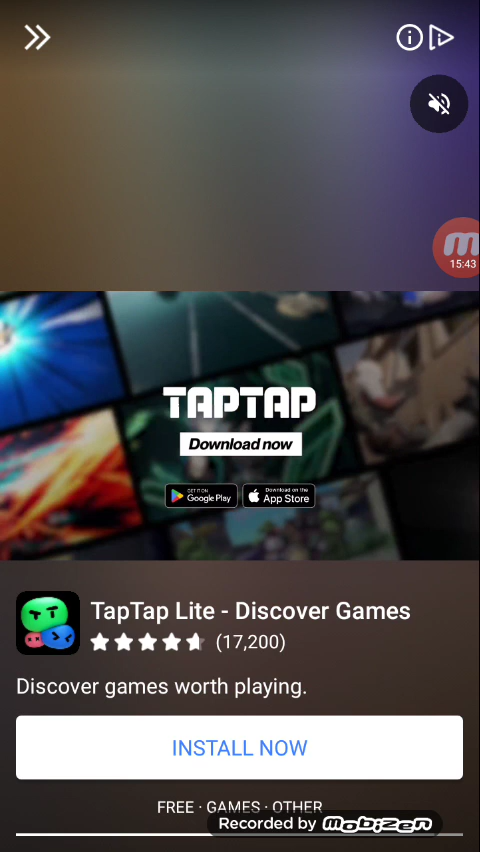 15:43
TAPTAP
Download now
GET IT ON
Google Play
Download on the
App Store
TapTap Lite - Discover Games
(17,200)
Discover games worth playing.
INSTALL NOW
FREE · GAMES · OTHER
Recorded by mobizen